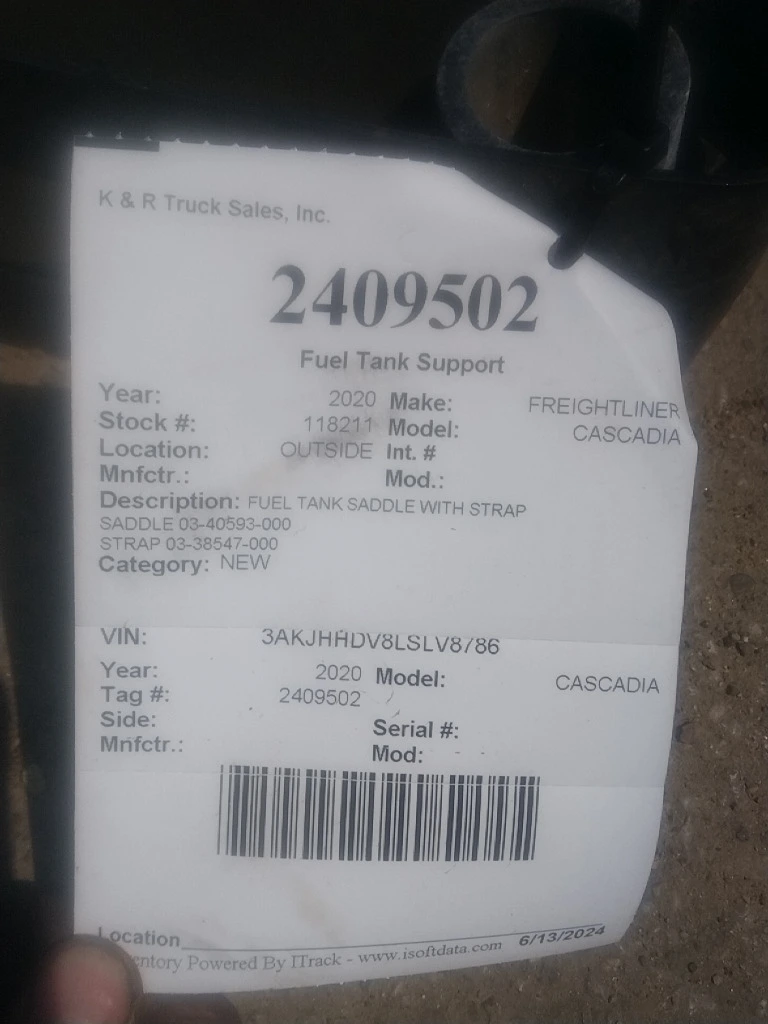 K & R Truck Sales, Inc.
2409502
Fuel Tank Support
Year: 2020 Make: FREIGHTLINER
Stock #: 118211 Model: CASCADIA
Location: OUTSIDE Int. #
Mnfctr.: Mod.:
Description: FUEL TANK SADDLE WITH STRAP
SADDLE 03-40593-000
STRAP 03-38547-000
Category: NEW
VIN: 3AKJHHDV8LSLV8786
Year: 2020 Model: CASCADIA
Tag #: 2409502
Side: Serial #:
Mnfctr.: Mod:
Location 6/13/2024
entory Powered By ITrack - www.isoftdata.com